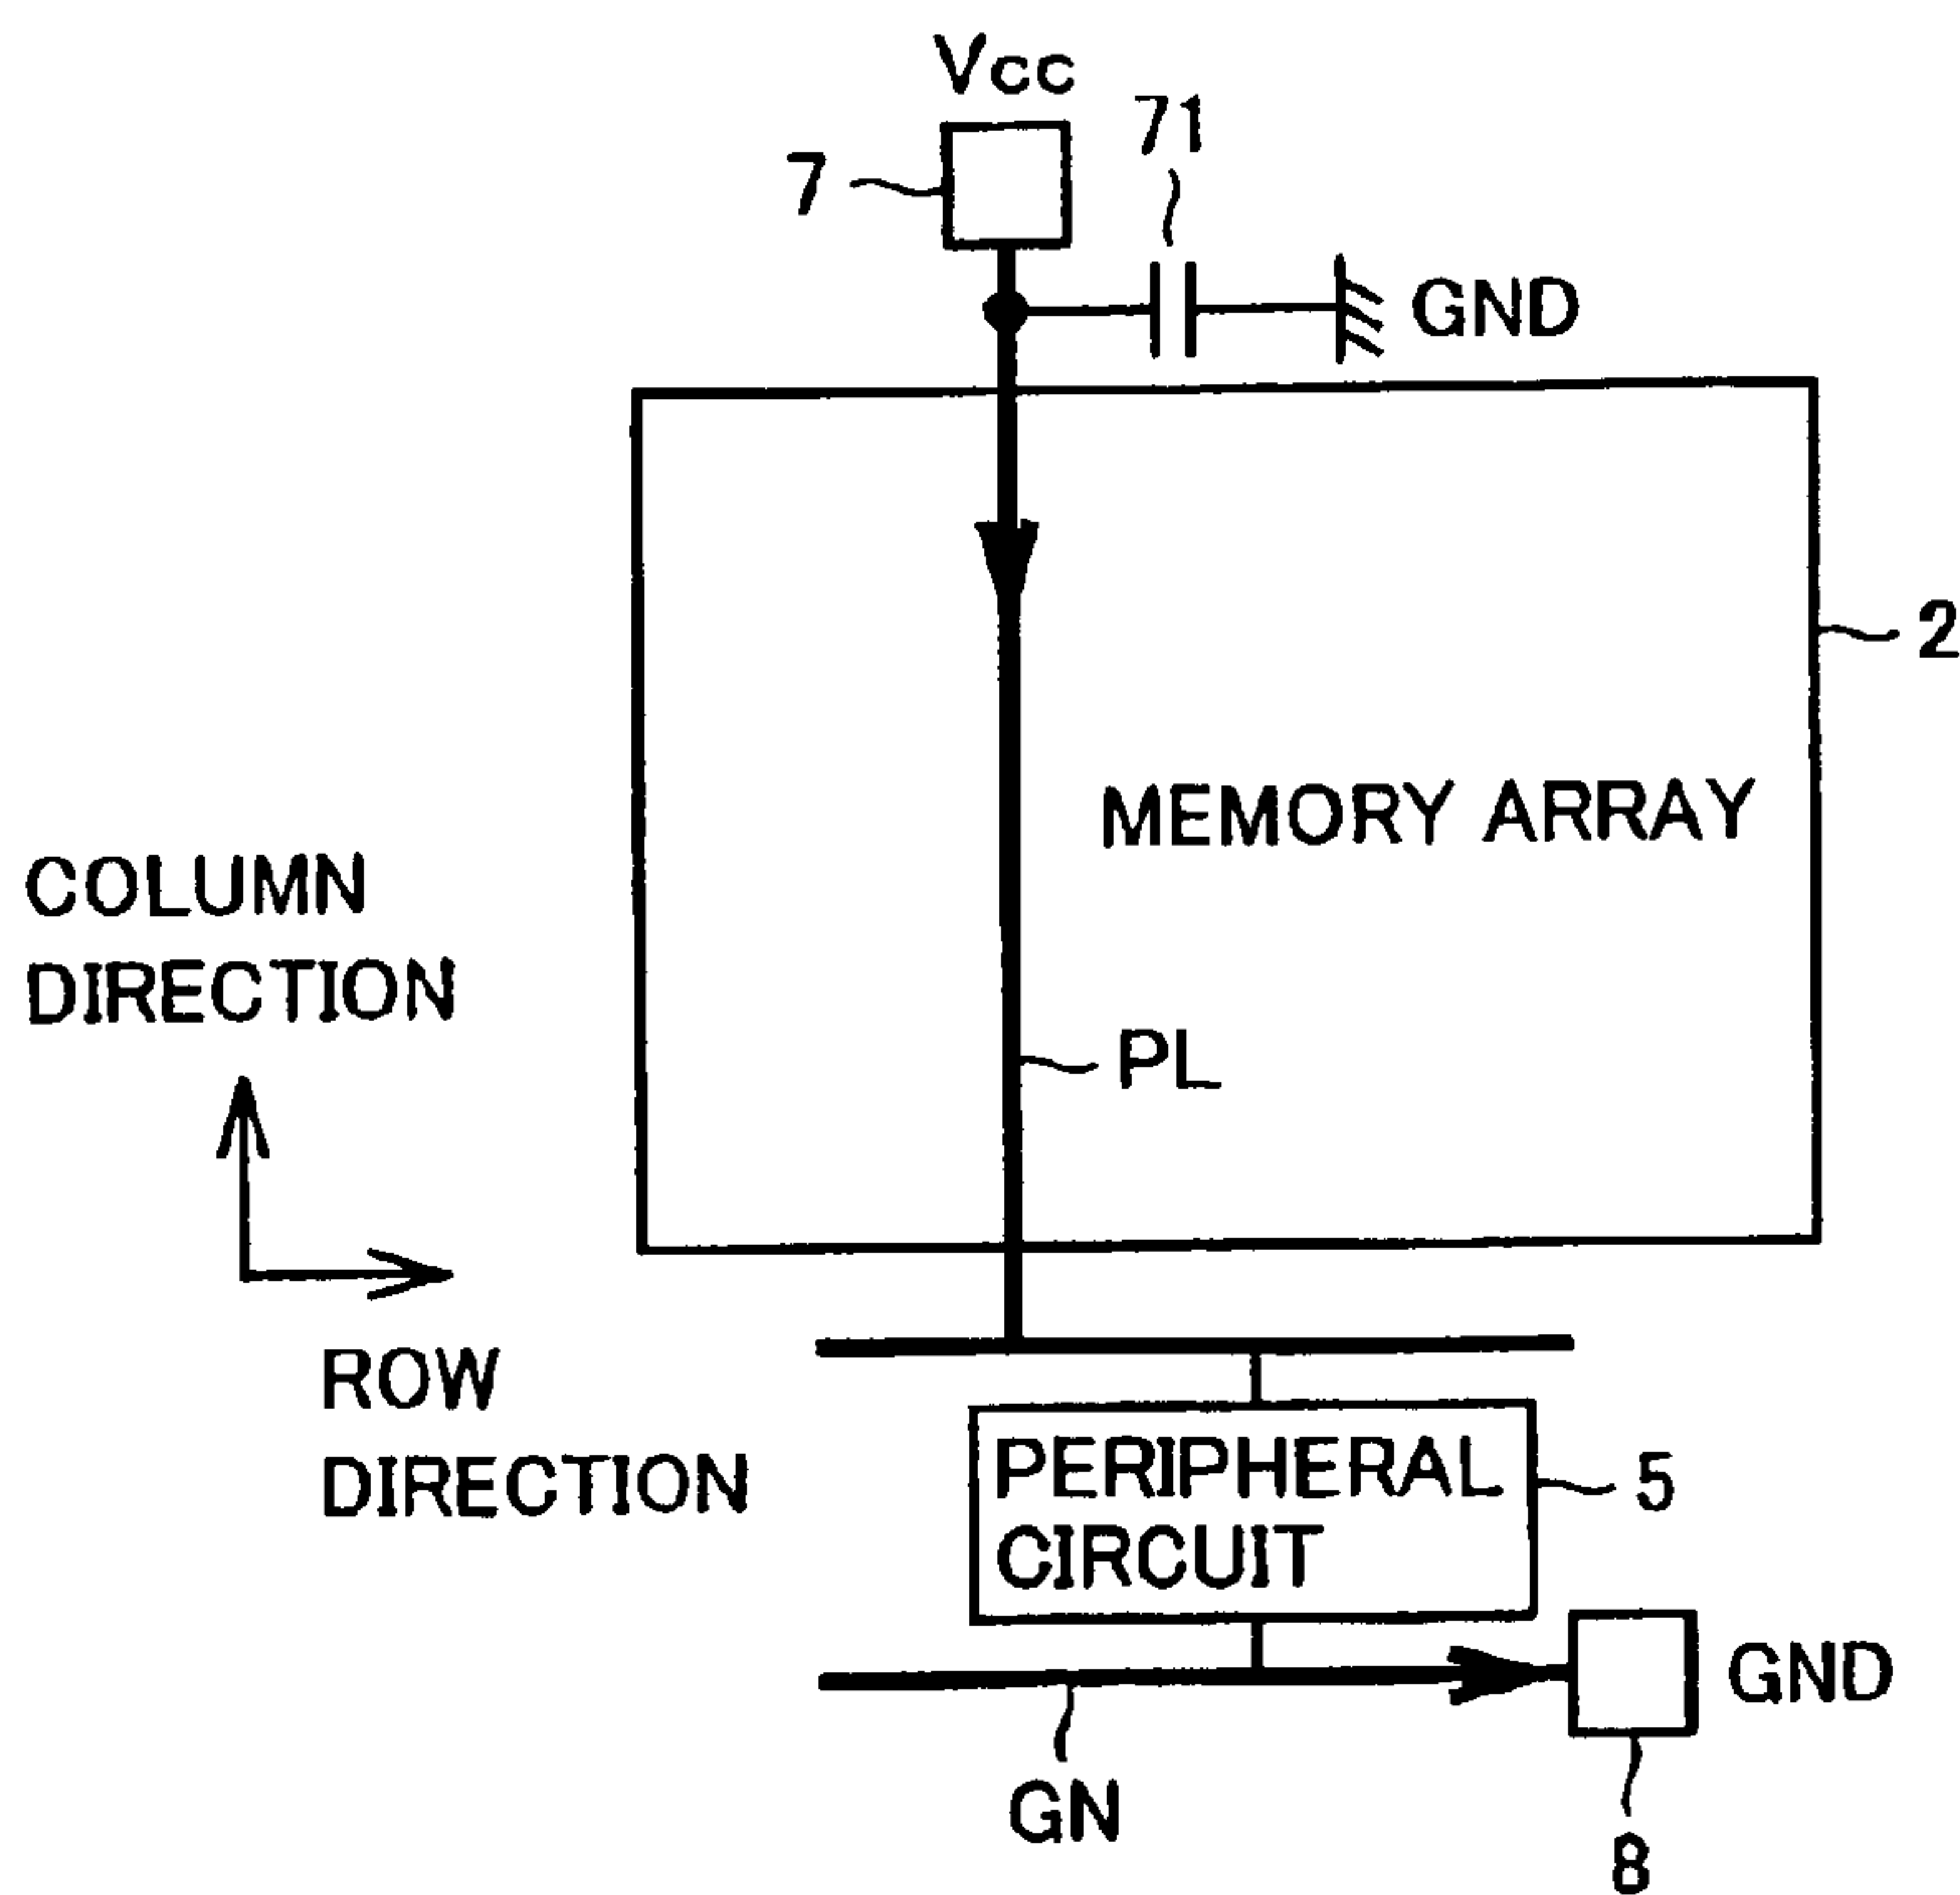 Vcc
71
7
GND
2
MEMORY ARRAY
COLUMN
DIRECTION
PL
ROW
DIRECTION
PERIPHERAL
CIRCUIT
5
GND
GN
8